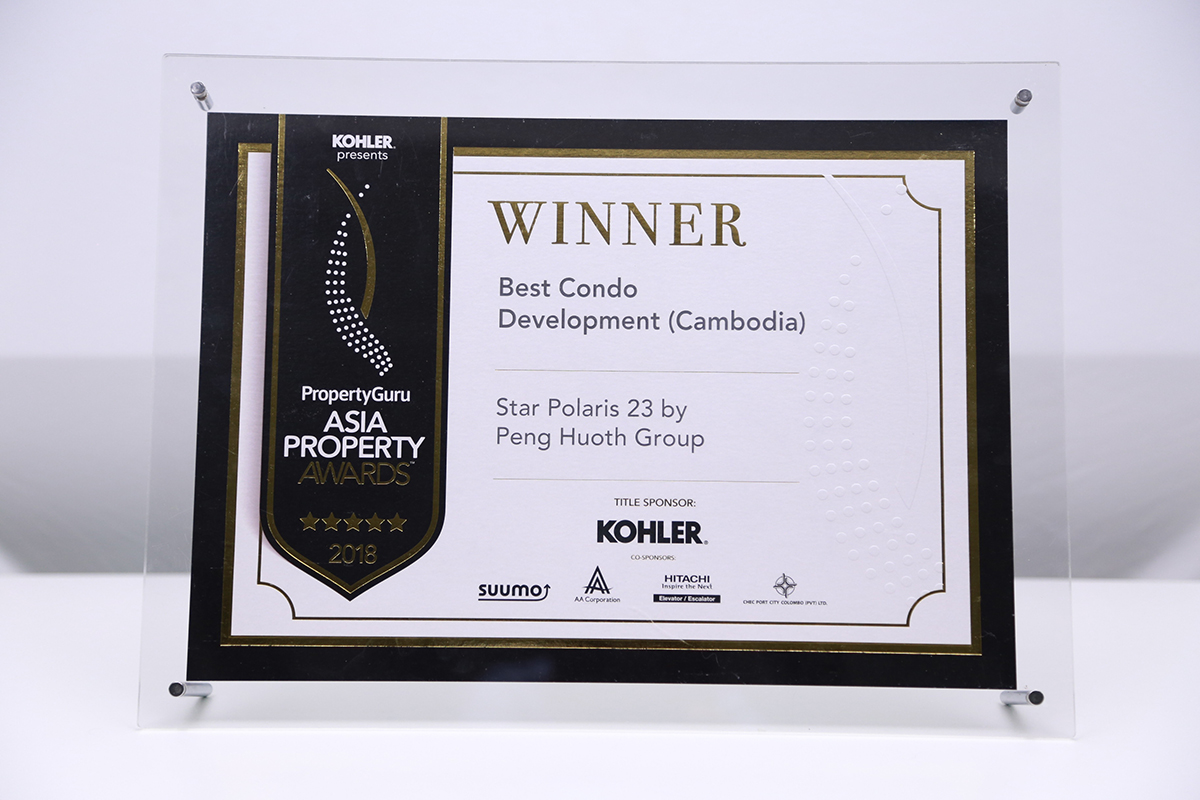 KOHLER.
presents
PropertyGuru
ASIA
PROPERTY
AWARDS™
2018
WINNER
Best Condo
Development (Cambodia)
Star Polaris 23 by
Peng Huoth Group
TITLE SPONSOR:
KOHLER.
CO-SPONSORS:
suumo
AA Corporation
HITACHI
Inspire the Next
Elevator / Escalator
CHEC PORT CITY COLOMBO (PVT) LTD.